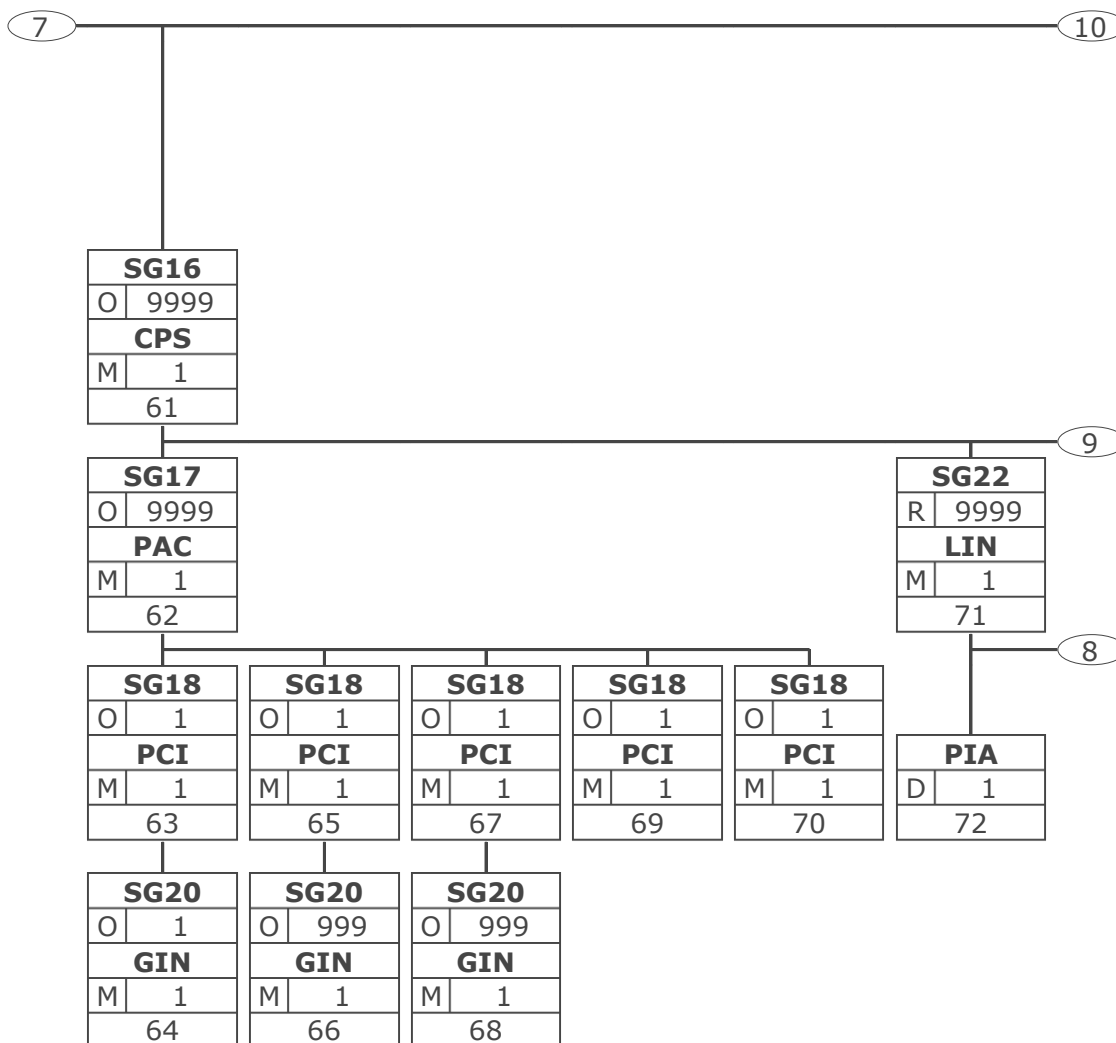 7 10
SG16
O 9999
CPS
M 1
61
9
SG17 SG22
O 9999 R 9999
PAC LIN
M 1 M 1
62 71
8
SG18 SG18 SG18 SG18 SG18
O 1 O 1 O 1 O 1 O 1
PCI PCI PCI PCI PCI PIA
M 1 M 1 M 1 M 1 M 1 D 1
63 65 67 69 70 72
SG20 SG20 SG20
O 1 O 999 O 999
GIN GIN GIN
M 1 M 1 M 1
64 66 68